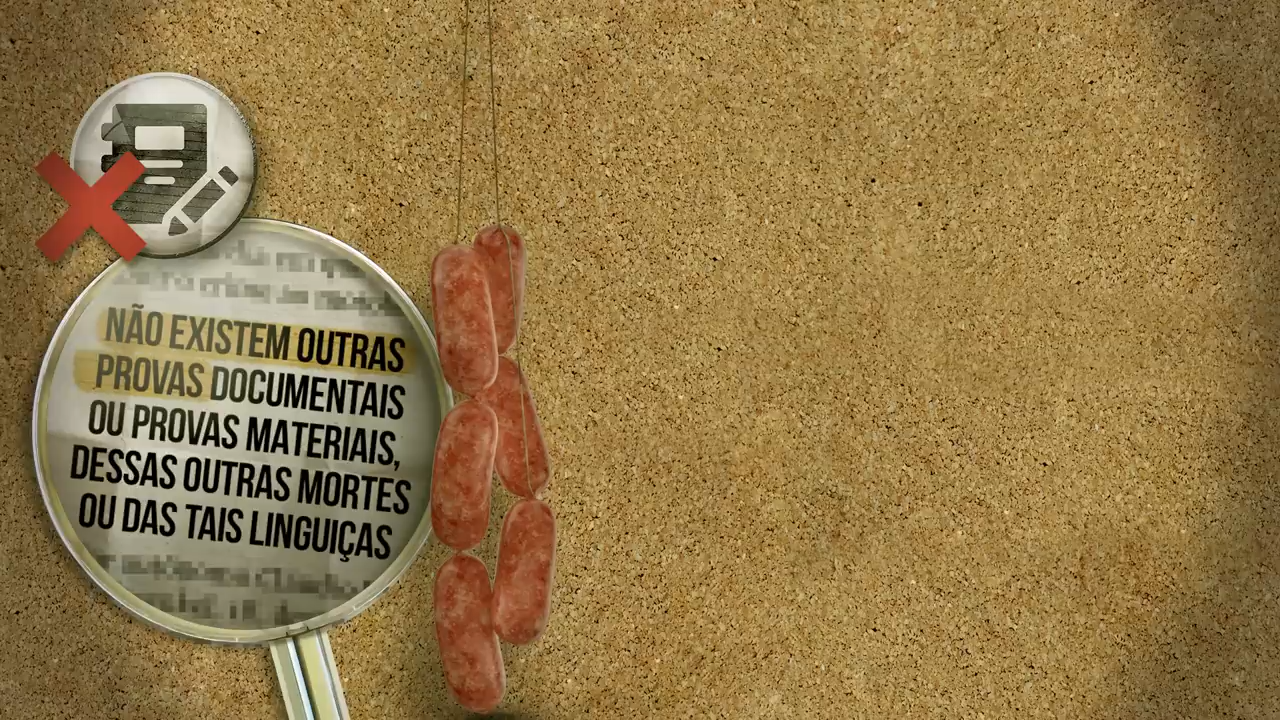 NÃO EXISTEM OUTRAS
PROVAS DOCUMENTAIS
OU PROVAS MATERIAIS,
DESSAS OUTRAS MORTES
OU DAS TAIS LINGUIÇAS